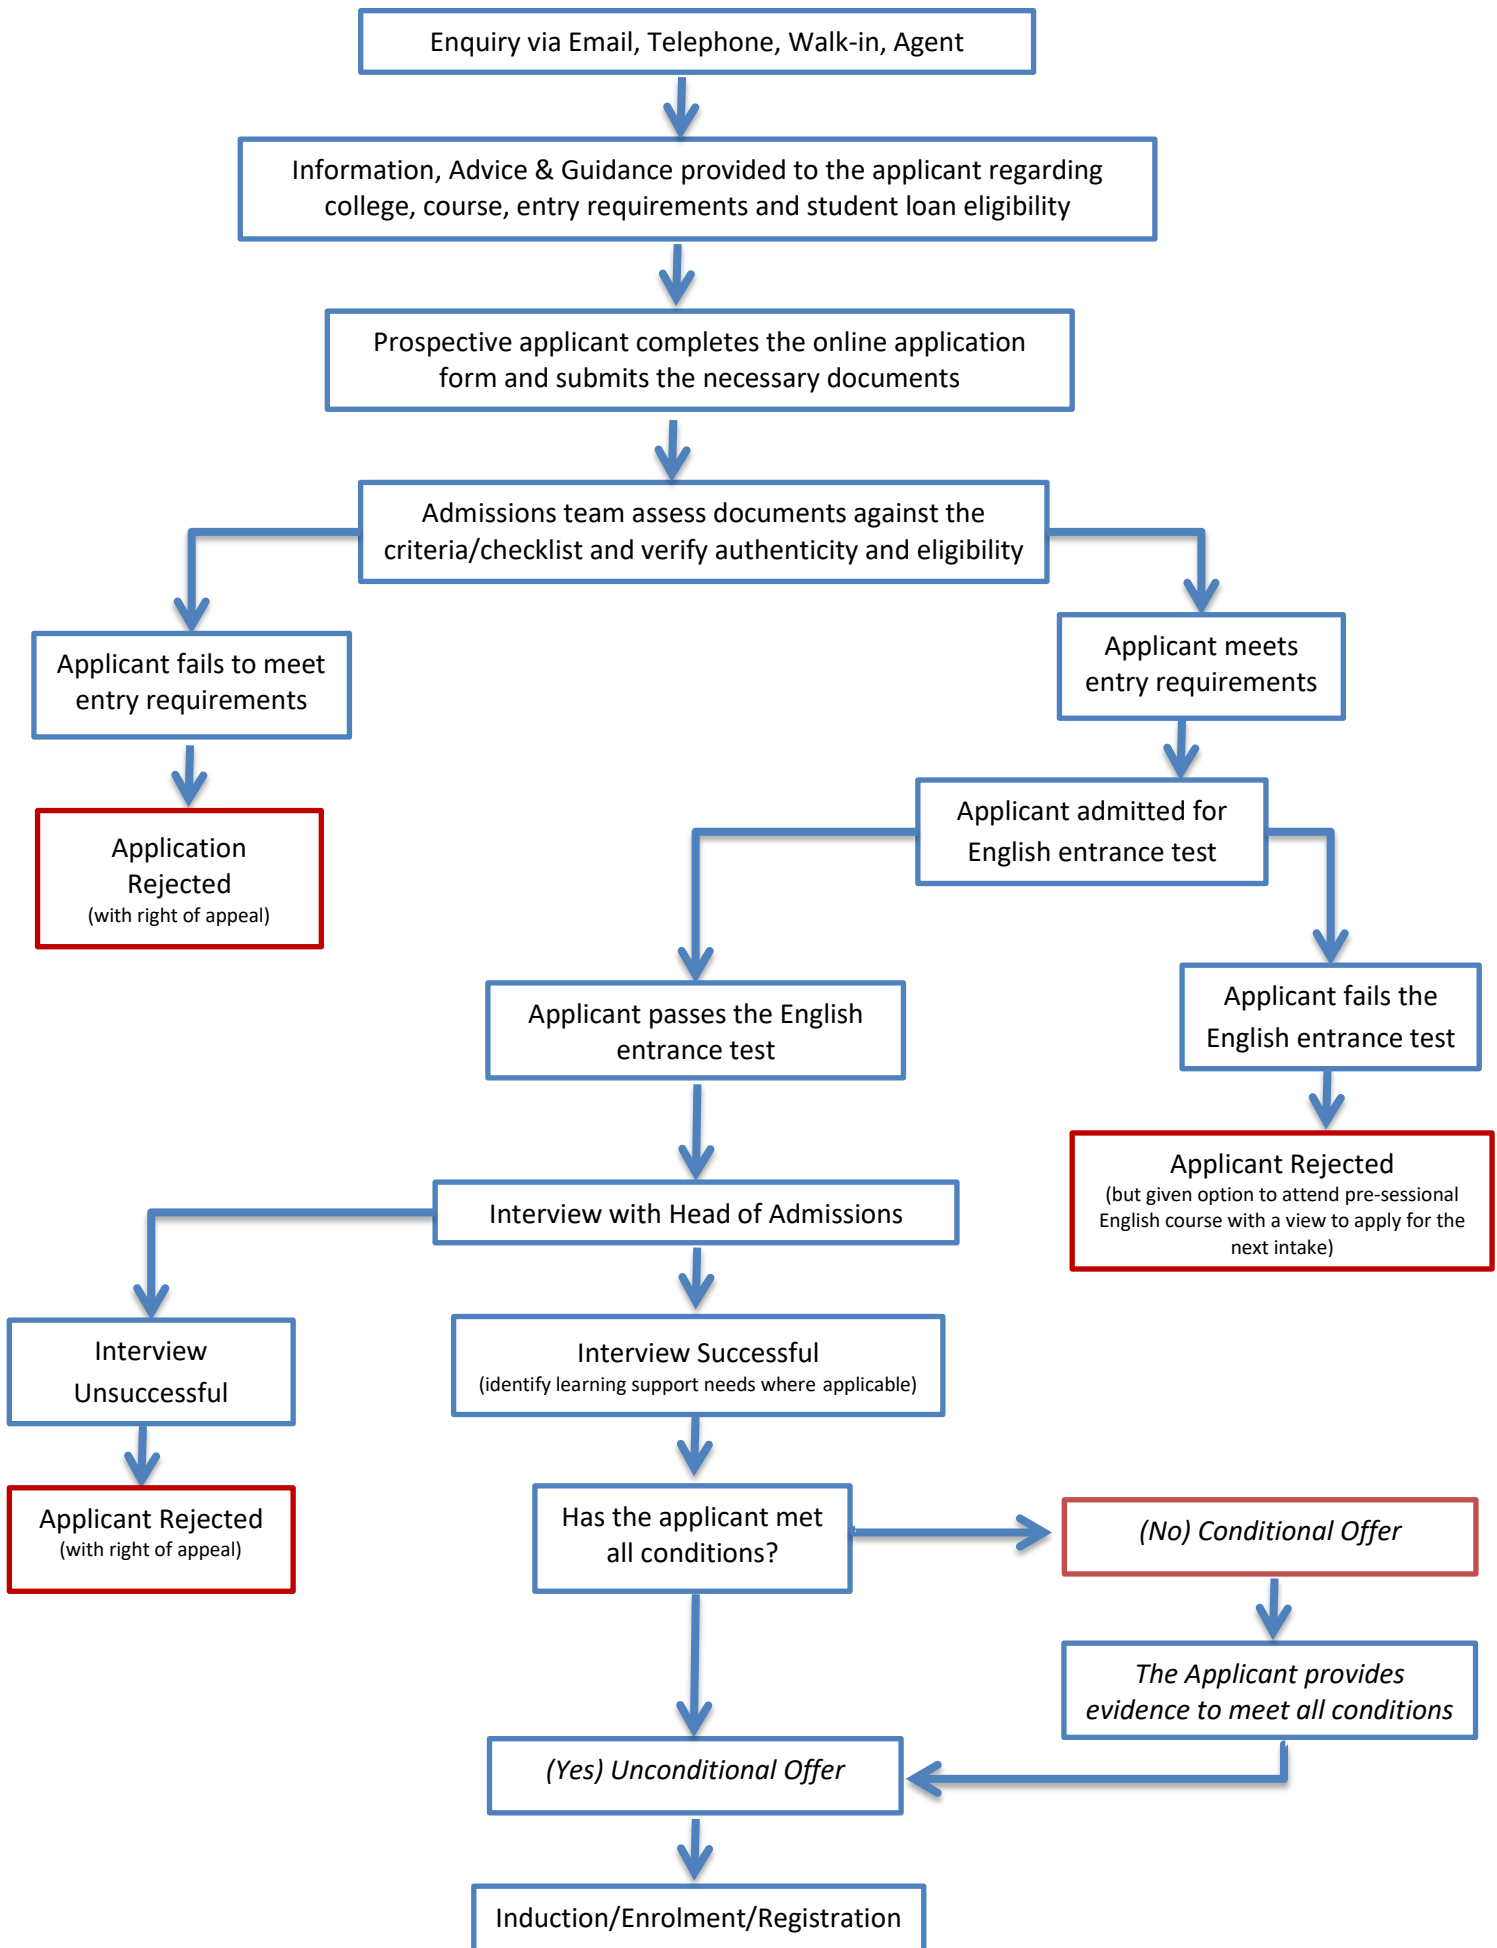 Enquiry via Email, Telephone, Walk-in, Agent
Information, Advice & Guidance provided to the applicant regarding
college, course, entry requirements and student loan eligibility
Prospective applicant completes the online application
form and submits the necessary documents
Admissions team assess documents against the
criteria/checklist and verify authenticity and eligibility
Applicant fails to meet
entry requirements
Applicant meets
entry requirements
Application
Rejected
(with right of appeal)
Applicant admitted for
English entrance test
Applicant passes the English
entrance test
Applicant fails the
English entrance test
Applicant Rejected
(but given option to attend pre-sessional
English course with a view to apply for the
next intake)
Interview with Head of Admissions
Interview
Unsuccessful
Interview Successful
(identify learning support needs where applicable)
Applicant Rejected
(with right of appeal)
Has the applicant met
all conditions?
(No) Conditional Offer
The Applicant provides
evidence to meet all conditions
(Yes) Unconditional Offer
Induction/Enrolment/Registration